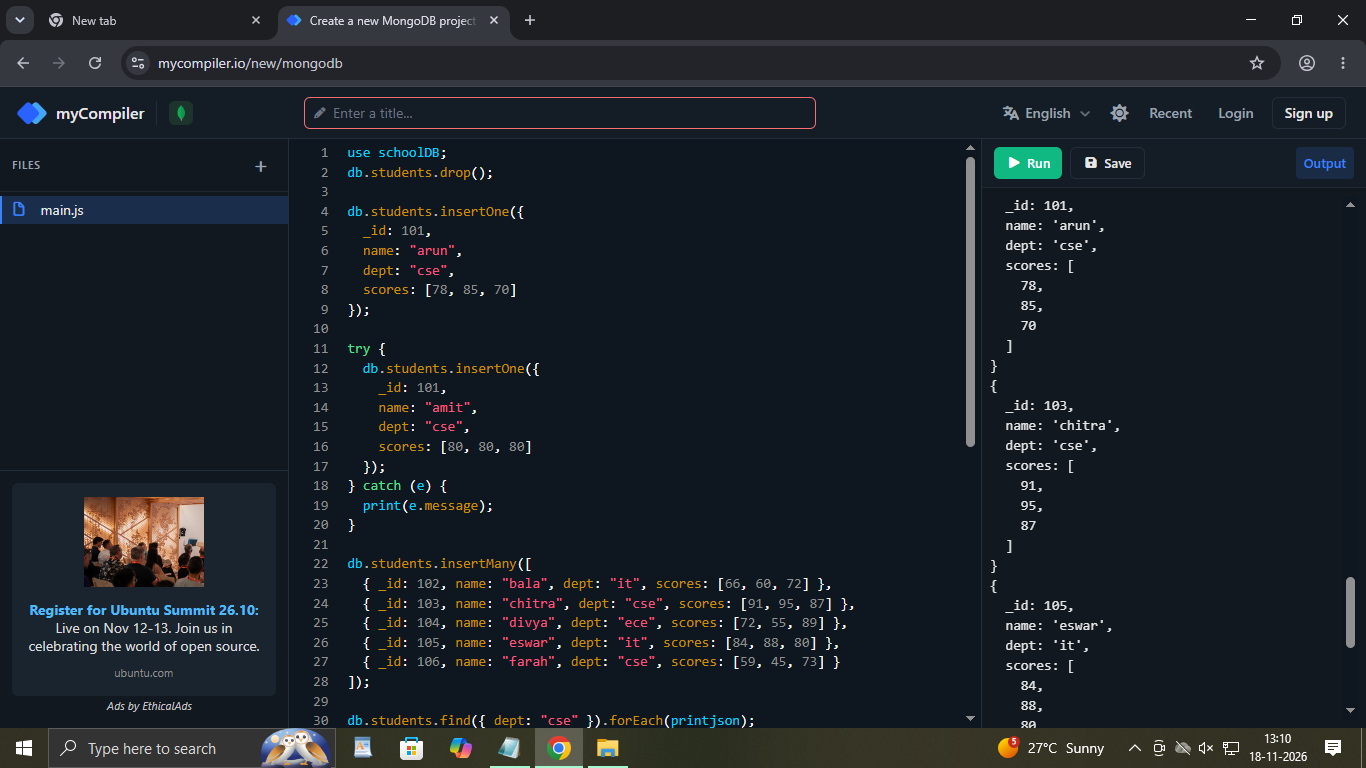 New tab
Create a new MongoDB project
mycompiler.io/new/mongodb
myCompiler
Enter a title...
English
Recent
Login
Sign up
FILES
main.js
Register for Ubuntu Summit 26.10:
Live on Nov 12-13. Join us in
celebrating the world of open source.
ubuntu.com
Ads by EthicalAds
1 use schoolDB;
2 db.students.drop();
3
4 db.students.insertOne({
5   _id: 101,
6   name: "arun",
7   dept: "cse",
8   scores: [78, 85, 70]
9 });
10
11 try {
12   db.students.insertOne({
13     _id: 101,
14     name: "amit",
15     dept: "cse",
16     scores: [80, 80, 80]
17   });
18 } catch (e) {
19   print(e.message);
20 }
21
22 db.students.insertMany([
23   { _id: 102, name: "bala", dept: "it", scores: [66, 60, 72] },
24   { _id: 103, name: "chitra", dept: "cse", scores: [91, 95, 87] },
25   { _id: 104, name: "divya", dept: "ece", scores: [72, 55, 89] },
26   { _id: 105, name: "eswar", dept: "it", scores: [84, 88, 80] },
27   { _id: 106, name: "farah", dept: "cse", scores: [59, 45, 73] }
28 ]);
29
30 db.students.find({ dept: "cse" }).forEach(printjson);
Run
Save
Output
_id: 101,
name: 'arun',
dept: 'cse',
scores: [
78,
85,
70
]
}
{
_id: 103,
name: 'chitra',
dept: 'cse',
scores: [
91,
95,
87
]
}
{
_id: 105,
name: 'eswar',
dept: 'it',
scores: [
84,
88,
80
Type here to search
5
27°C Sunny
13:10
18-11-2026